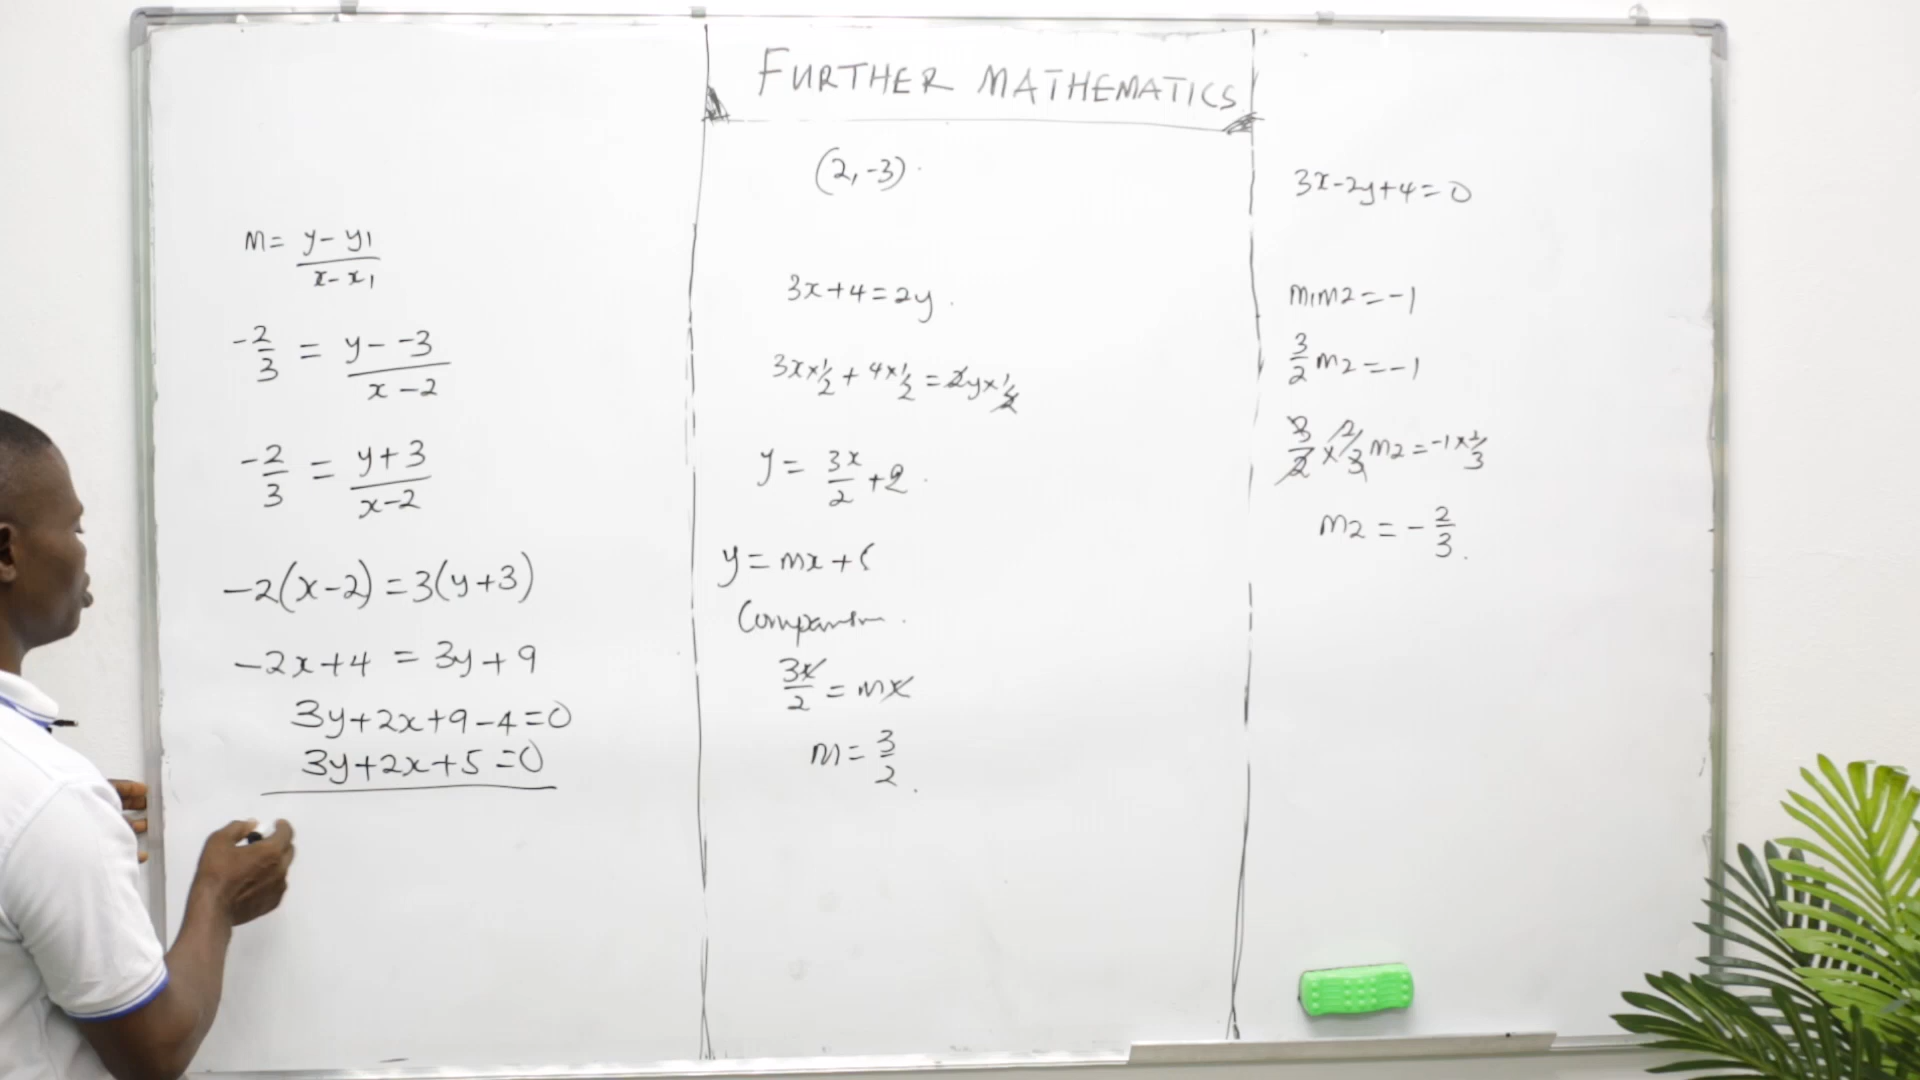 FURTHER MATHEMATICS
m = y - y1 / x - x1
-2/3 = y - -3 / x - 2
-2/3 = y + 3 / x - 2
-2(x-2) = 3(y+3)
-2x+4 = 3y+9
3y+2x+9-4=0
3y+2x+5=0
(2,-3).
3x+4=2y.
3x×1/2 + 4×1/2 = 2y×1/2
y = 3x/2 + 2.
y = mx + c
3x/2 = mx
m = 3/2.
3x-2y+4=0
m1m2 = -1
3/2 m2 = -1
3/2 × 2/3 m2 = -1 × 2/3
m2 = -2/3.